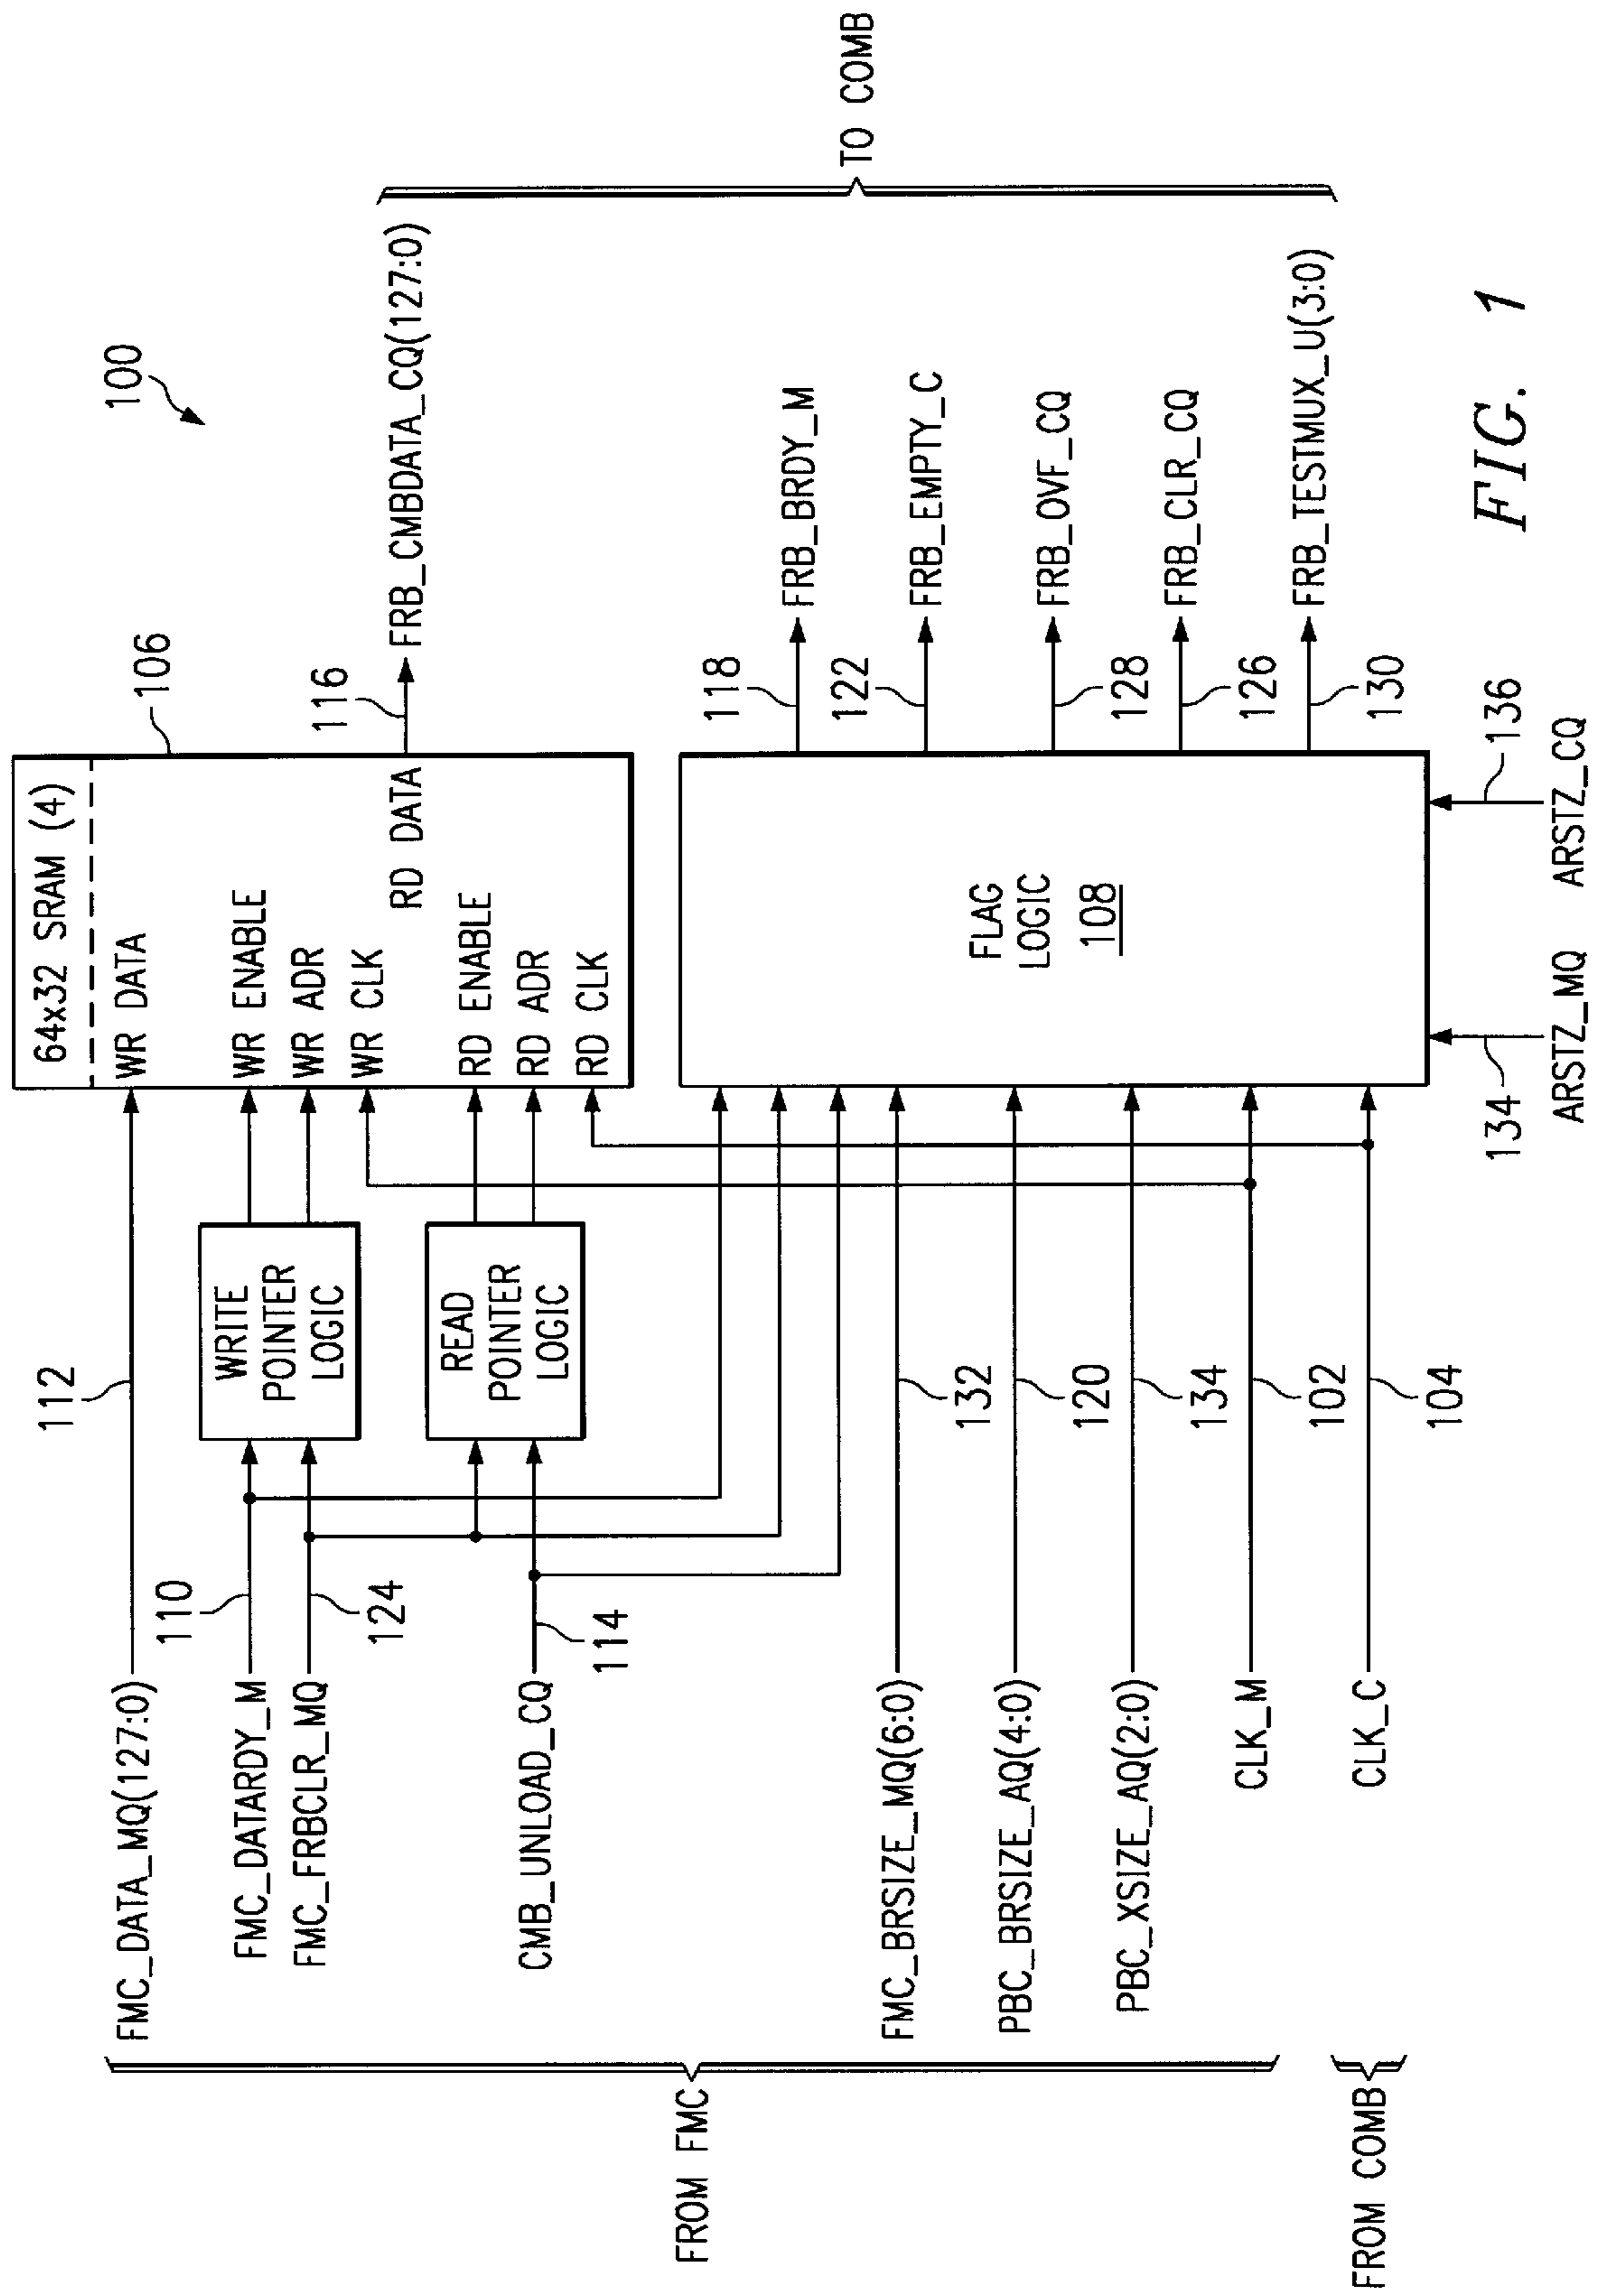 100
64x32 SRAM (4)
106
FMC_DATA_MQ(127:0)
112
WR DATA
FMC_DATARDY_M
110
WRITE
POINTER
LOGIC
WR ENABLE
FMC_FRBCLR_MQ
124
WR ADR
WR CLK
RD DATA
116
FRB_CMBDATA_CQ(127:0)
READ
POINTER
LOGIC
RD ENABLE
CMB_UNLOAD_CQ
114
RD ADR
RD CLK
FROM FMC
TO COMB
118
FRB_BRDY_M
FMC_BRSIZE_MQ(6:0)
132
122
FRB_EMPTY_C
FLAG
LOGIC
108
PBC_BRSIZE_AQ(4:0)
120
128
FRB_OVF_CQ
PBC_XSIZE_AQ(2:0)
134
126
FRB_CLR_CQ
CLK_M
102
130
FRB_TESTMUX_U(3:0)
CLK_C
104
FROM COMB
134
136
ARSTZ_MQ
ARSTZ_CQ
FIG. 1